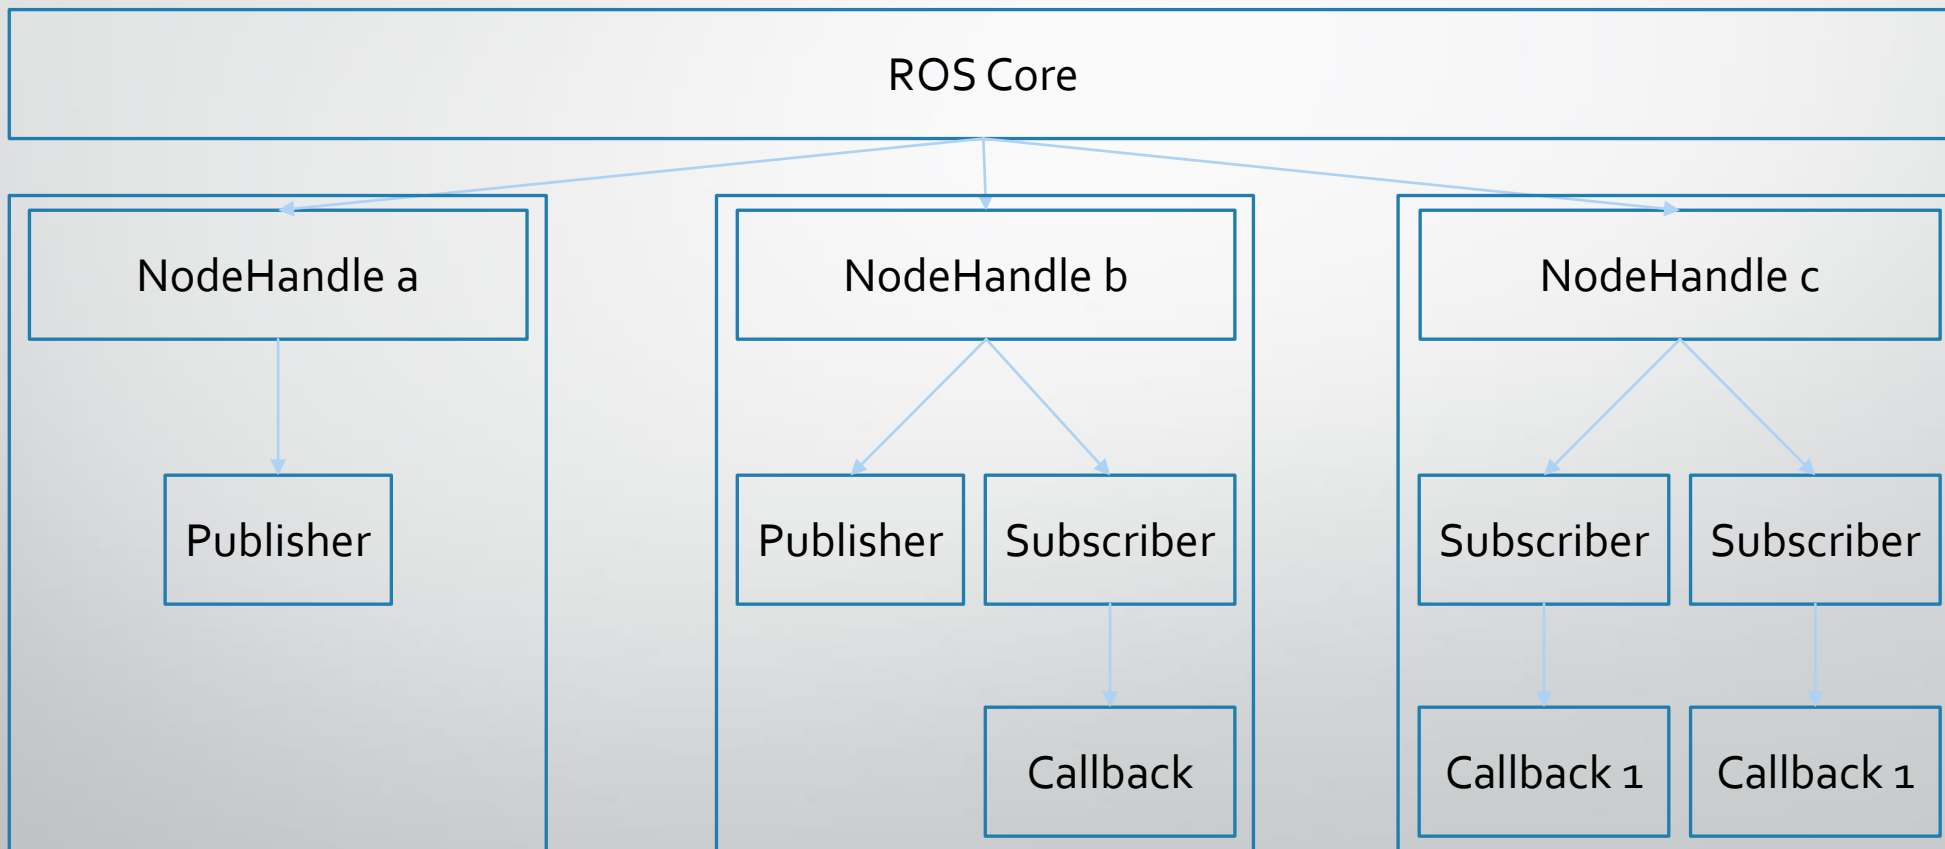 ROS Core
NodeHandle a
NodeHandle b
NodeHandle c
Publisher
Publisher
Subscriber
Subscriber
Subscriber
Callback
Callback 1
Callback 1